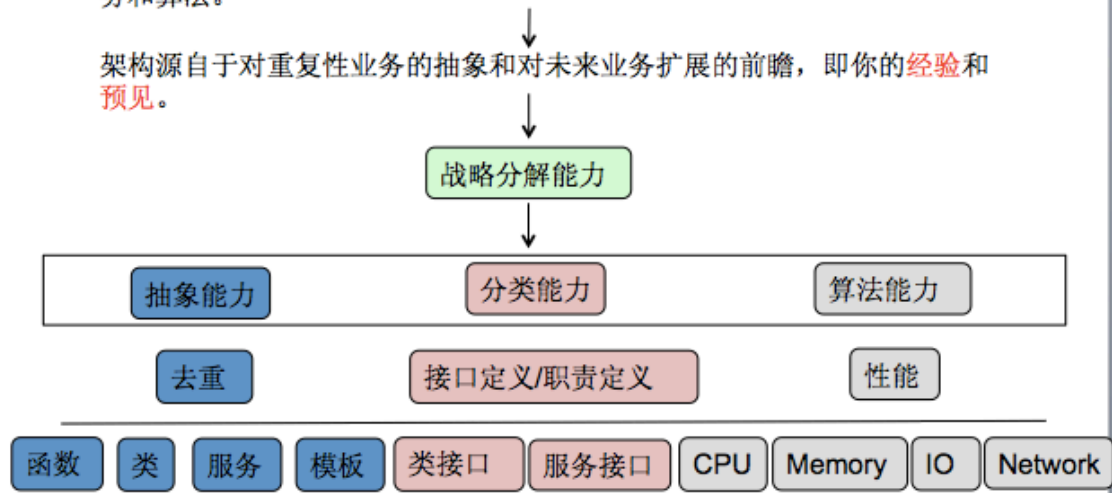 分和算法。
架构源自于对重复性业务的抽象和对未来业务扩展的前瞻，即你的经验和
预见。
战略分解能力
抽象能力 分类能力 算法能力
去重 接口定义/职责定义 性能
函数 类 服务 模板 类接口 服务接口 CPU Memory IO Network